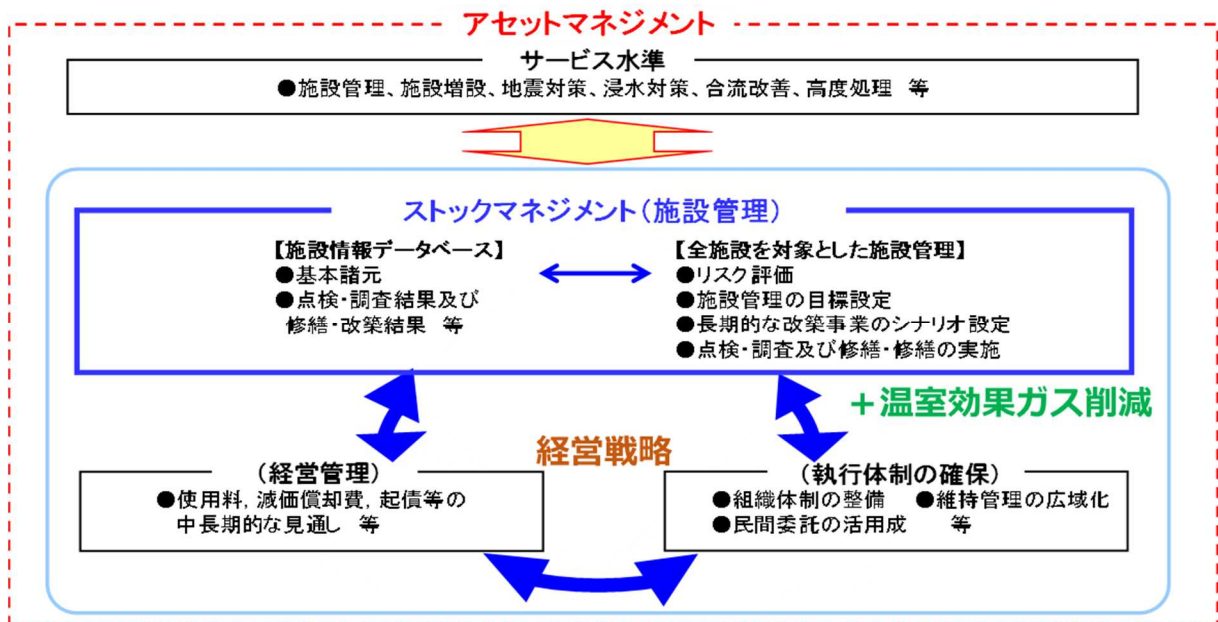 アセットマネジメント
サービス水準
●施設管理、施設増設、地震対策、浸水対策、合流改善、高度処理 等
ストックマネジメント(施設管理)
【施設情報データベース】
●基本諸元
●点検・調査結果及び
修繕・改築結果 等
【全施設を対象とした施設管理】
●リスク評価
●施設管理の目標設定
●長期的な改築事業のシナリオ設定
●点検・調査及び修繕・修繕の実施
+温室効果ガス削減
経営戦略
(経営管理)
●使用料, 減価償却費, 起債等の
中長期的な見通し 等
(執行体制の確保)
●組織体制の整備 ●維持管理の広域化
●民間委託の活用成 等